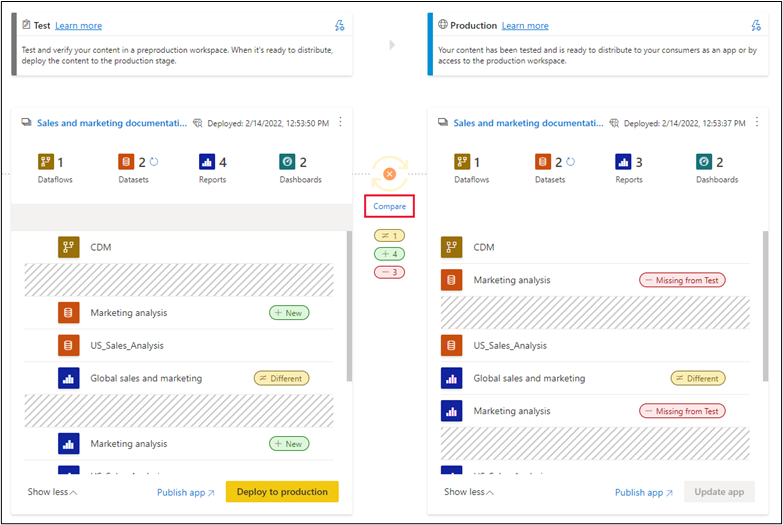 Test Learn more
Test and verify your content in a preproduction workspace. When it's ready to distribute,
deploy the content to the production stage.
Production Learn more
Your content has been tested and is ready to distribute to your consumers as an app or by
access to the production workspace.
Sales and marketing documentati... Deployed: 2/14/2022, 12:53:50 PM
1 Dataflows
2 Datasets
4 Reports
2 Dashboards
CDM
Marketing analysis + New
US_Sales_Analysis
Global sales and marketing ≠ Different
Marketing analysis + New
Show less Publish app Deploy to production
Compare
≠ 1
+ 4
− 3
Sales and marketing documentati... Deployed: 2/14/2022, 12:53:37 PM
1 Dataflows
2 Datasets
3 Reports
2 Dashboards
CDM
Marketing analysis − Missing from Test
US_Sales_Analysis
Global sales and marketing ≠ Different
Marketing analysis − Missing from Test
Show less Publish app Update app